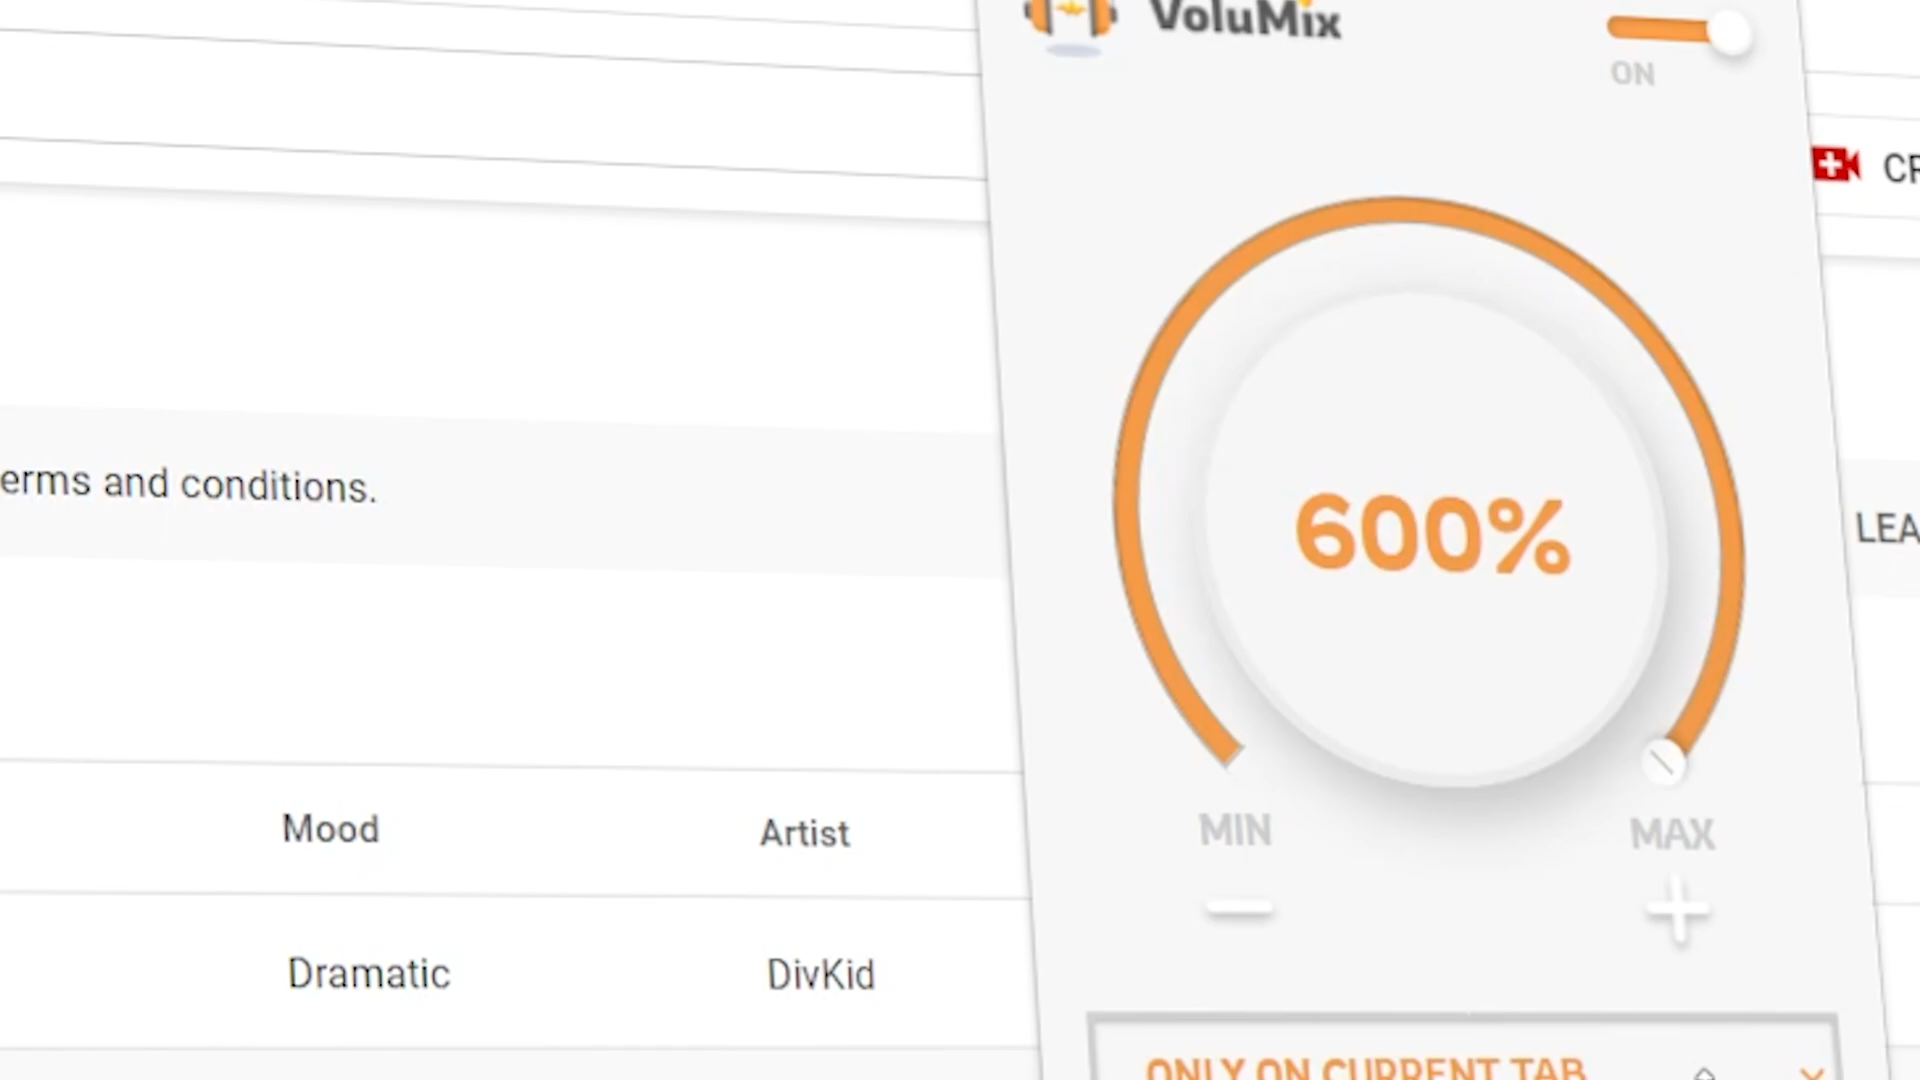 VoluMix
ON
CR
erms and conditions.
600%
LEA
MIN
MAX
Mood
Artist
Dramatic
DivKid
ONLY ON CURRENT TAB